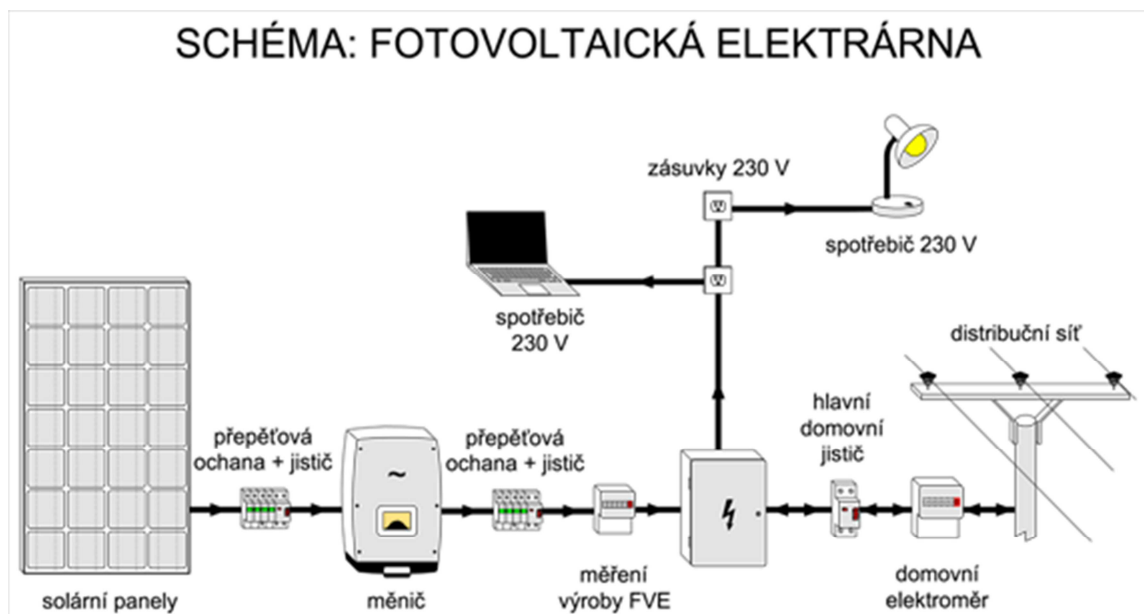 SCHÉMA: FOTOVOLTAICKÁ ELEKTRÁRNA
zásuvky 230 V
spotřebič 230 V
spotřebič
230 V
distribuční síť
hlavní
domovní
jistič
přepěťová
ochana + jistič
přepěťová
ochana + jistič
~
solární panely
měnič
měření
výroby FVE
domovní
elektroměr